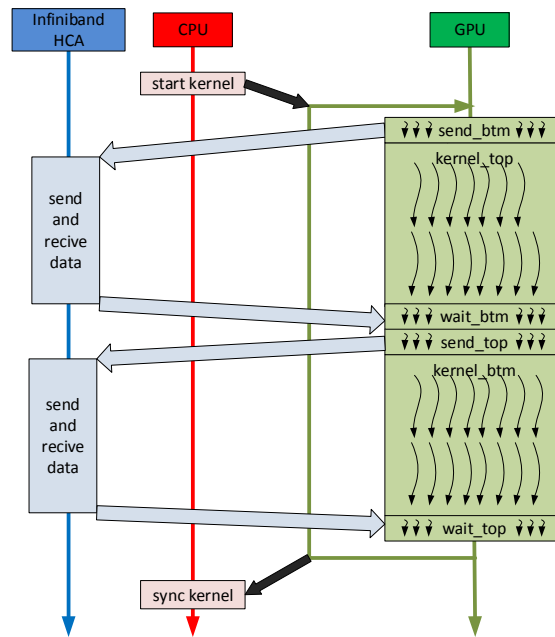 Infiniband
HCA
CPU
GPU
start kernel
send_btm
kernel_top
send
and
recive
data
wait_btm
send_top
kernel_btm
send
and
recive
data
wait_top
sync kernel